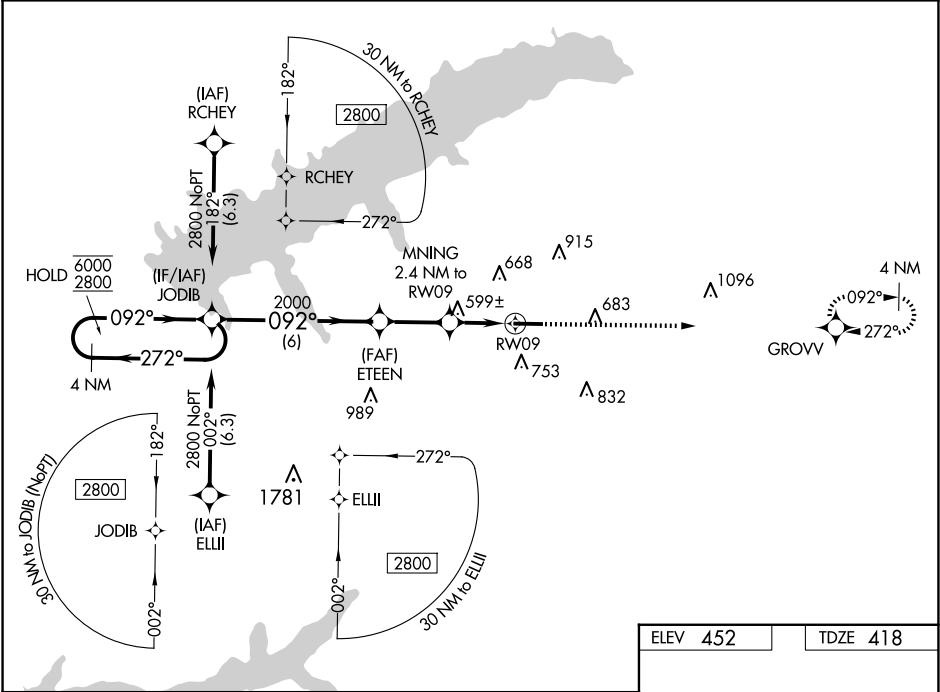 (IAF)
RCHEY
182°
30 NM to RCHEY
2800
RCHEY
272°
2800 NoPT
182°
(6.3)
HOLD
6000
2800
(IF/IAF)
JODIB
092°
272°
4 NM
2000
092°
(6)
(FAF)
ETEEN
MNING
2.4 NM to
RW09
599±
668
915
683
1096
RW09
753
832
989
4 NM
092°
272°
GROVV
2800 NoPT
002°
(6.3)
(IAF)
ELLII
30 NM to JODIB (NoPT)
182°
2800
JODIB
002°
1781
272°
ELLII
2800
002°
30 NM to ELLII
ELEV 452
TDZE 418